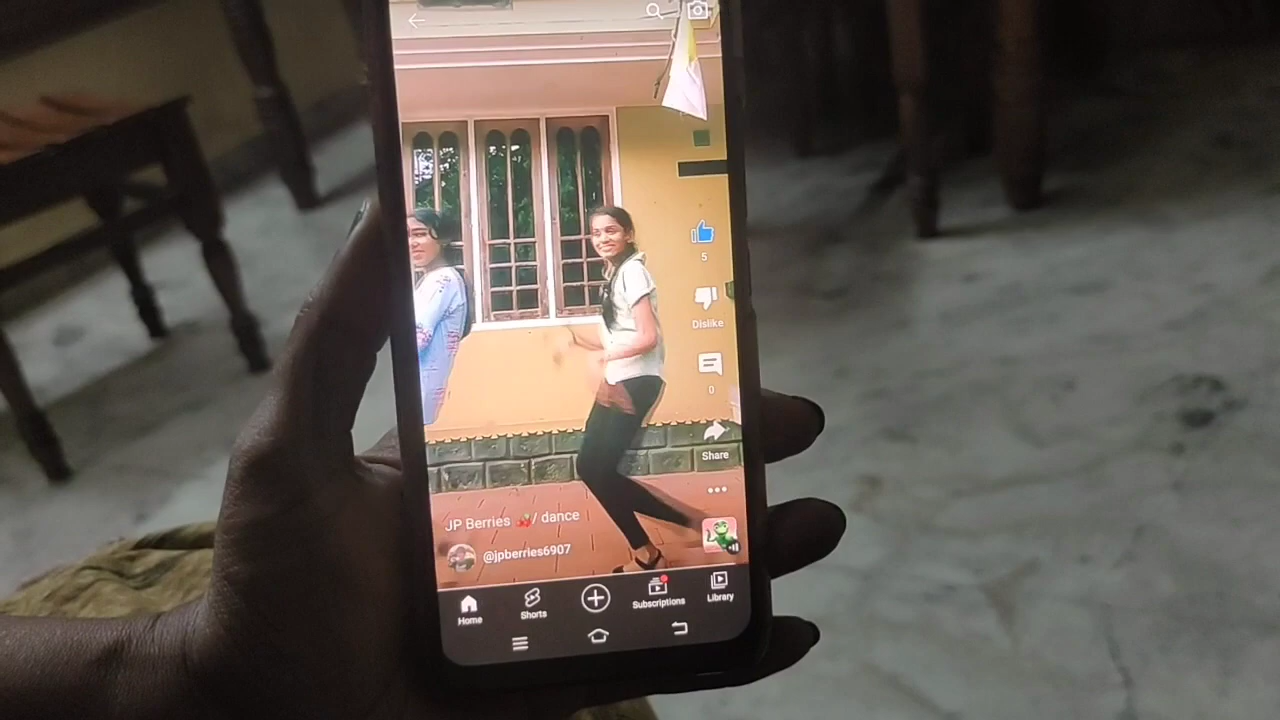 5
Dislike
0
Share
JP Berries 🍒/ dance
@jpberries6907
Home
Shorts
Subscriptions
Library